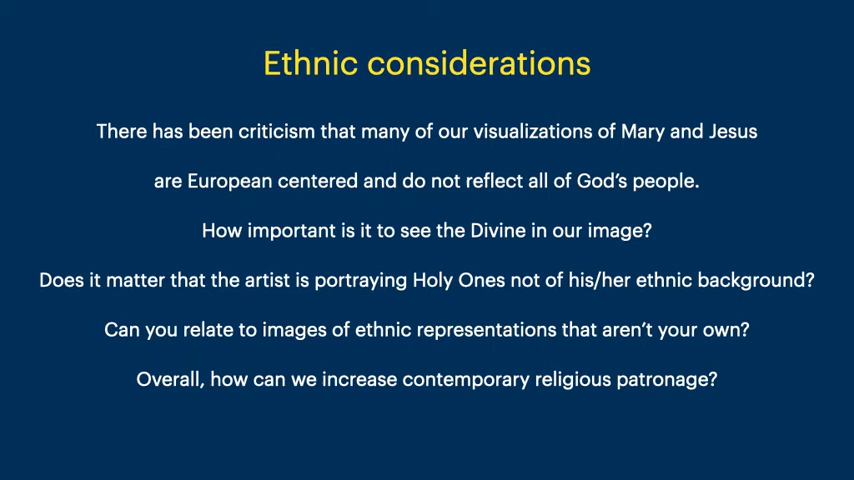 Ethnic considerations
There has been criticism that many of our visualizations of Mary and Jesus
are European centered and do not reflect all of God’s people.
How important is it to see the Divine in our image?
Does it matter that the artist is portraying Holy Ones not of his/her ethnic background?
Can you relate to images of ethnic representations that aren’t your own?
Overall, how can we increase contemporary religious patronage?